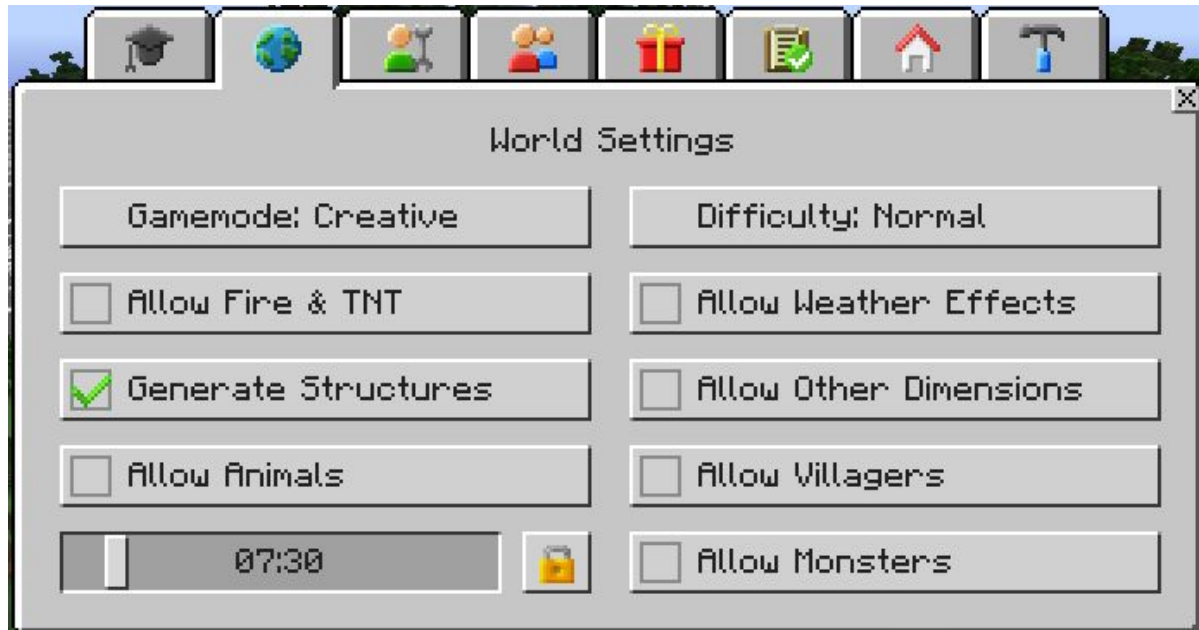 World Settings
Gamemode: Creative
Difficulty: Normal
Allow Fire & TNT
Allow Weather Effects
Generate Structures
Allow Other Dimensions
Allow Animals
Allow Villagers
07:30
Allow Monsters